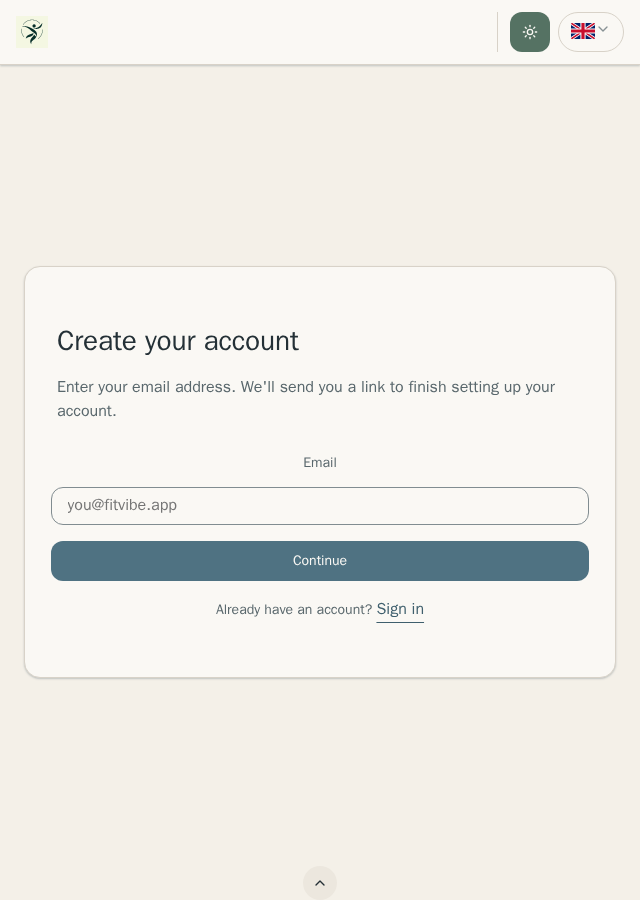 Create your account
Enter your email address. We'll send you a link to finish setting up your
account.
Email
you@fitvibe.app
Continue
Already have an account? Sign in